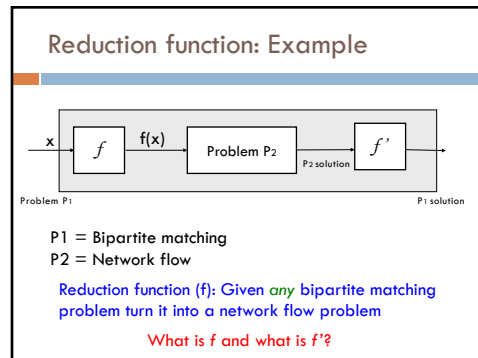 Reduction function: Example
x
f
f(x)
Problem P2
P2 solution
f'
Problem P1
P1 solution
P1 = Bipartite matching
P2 = Network flow
Reduction function (f): Given any bipartite matching
problem turn it into a network flow problem
What is f and what is f'?